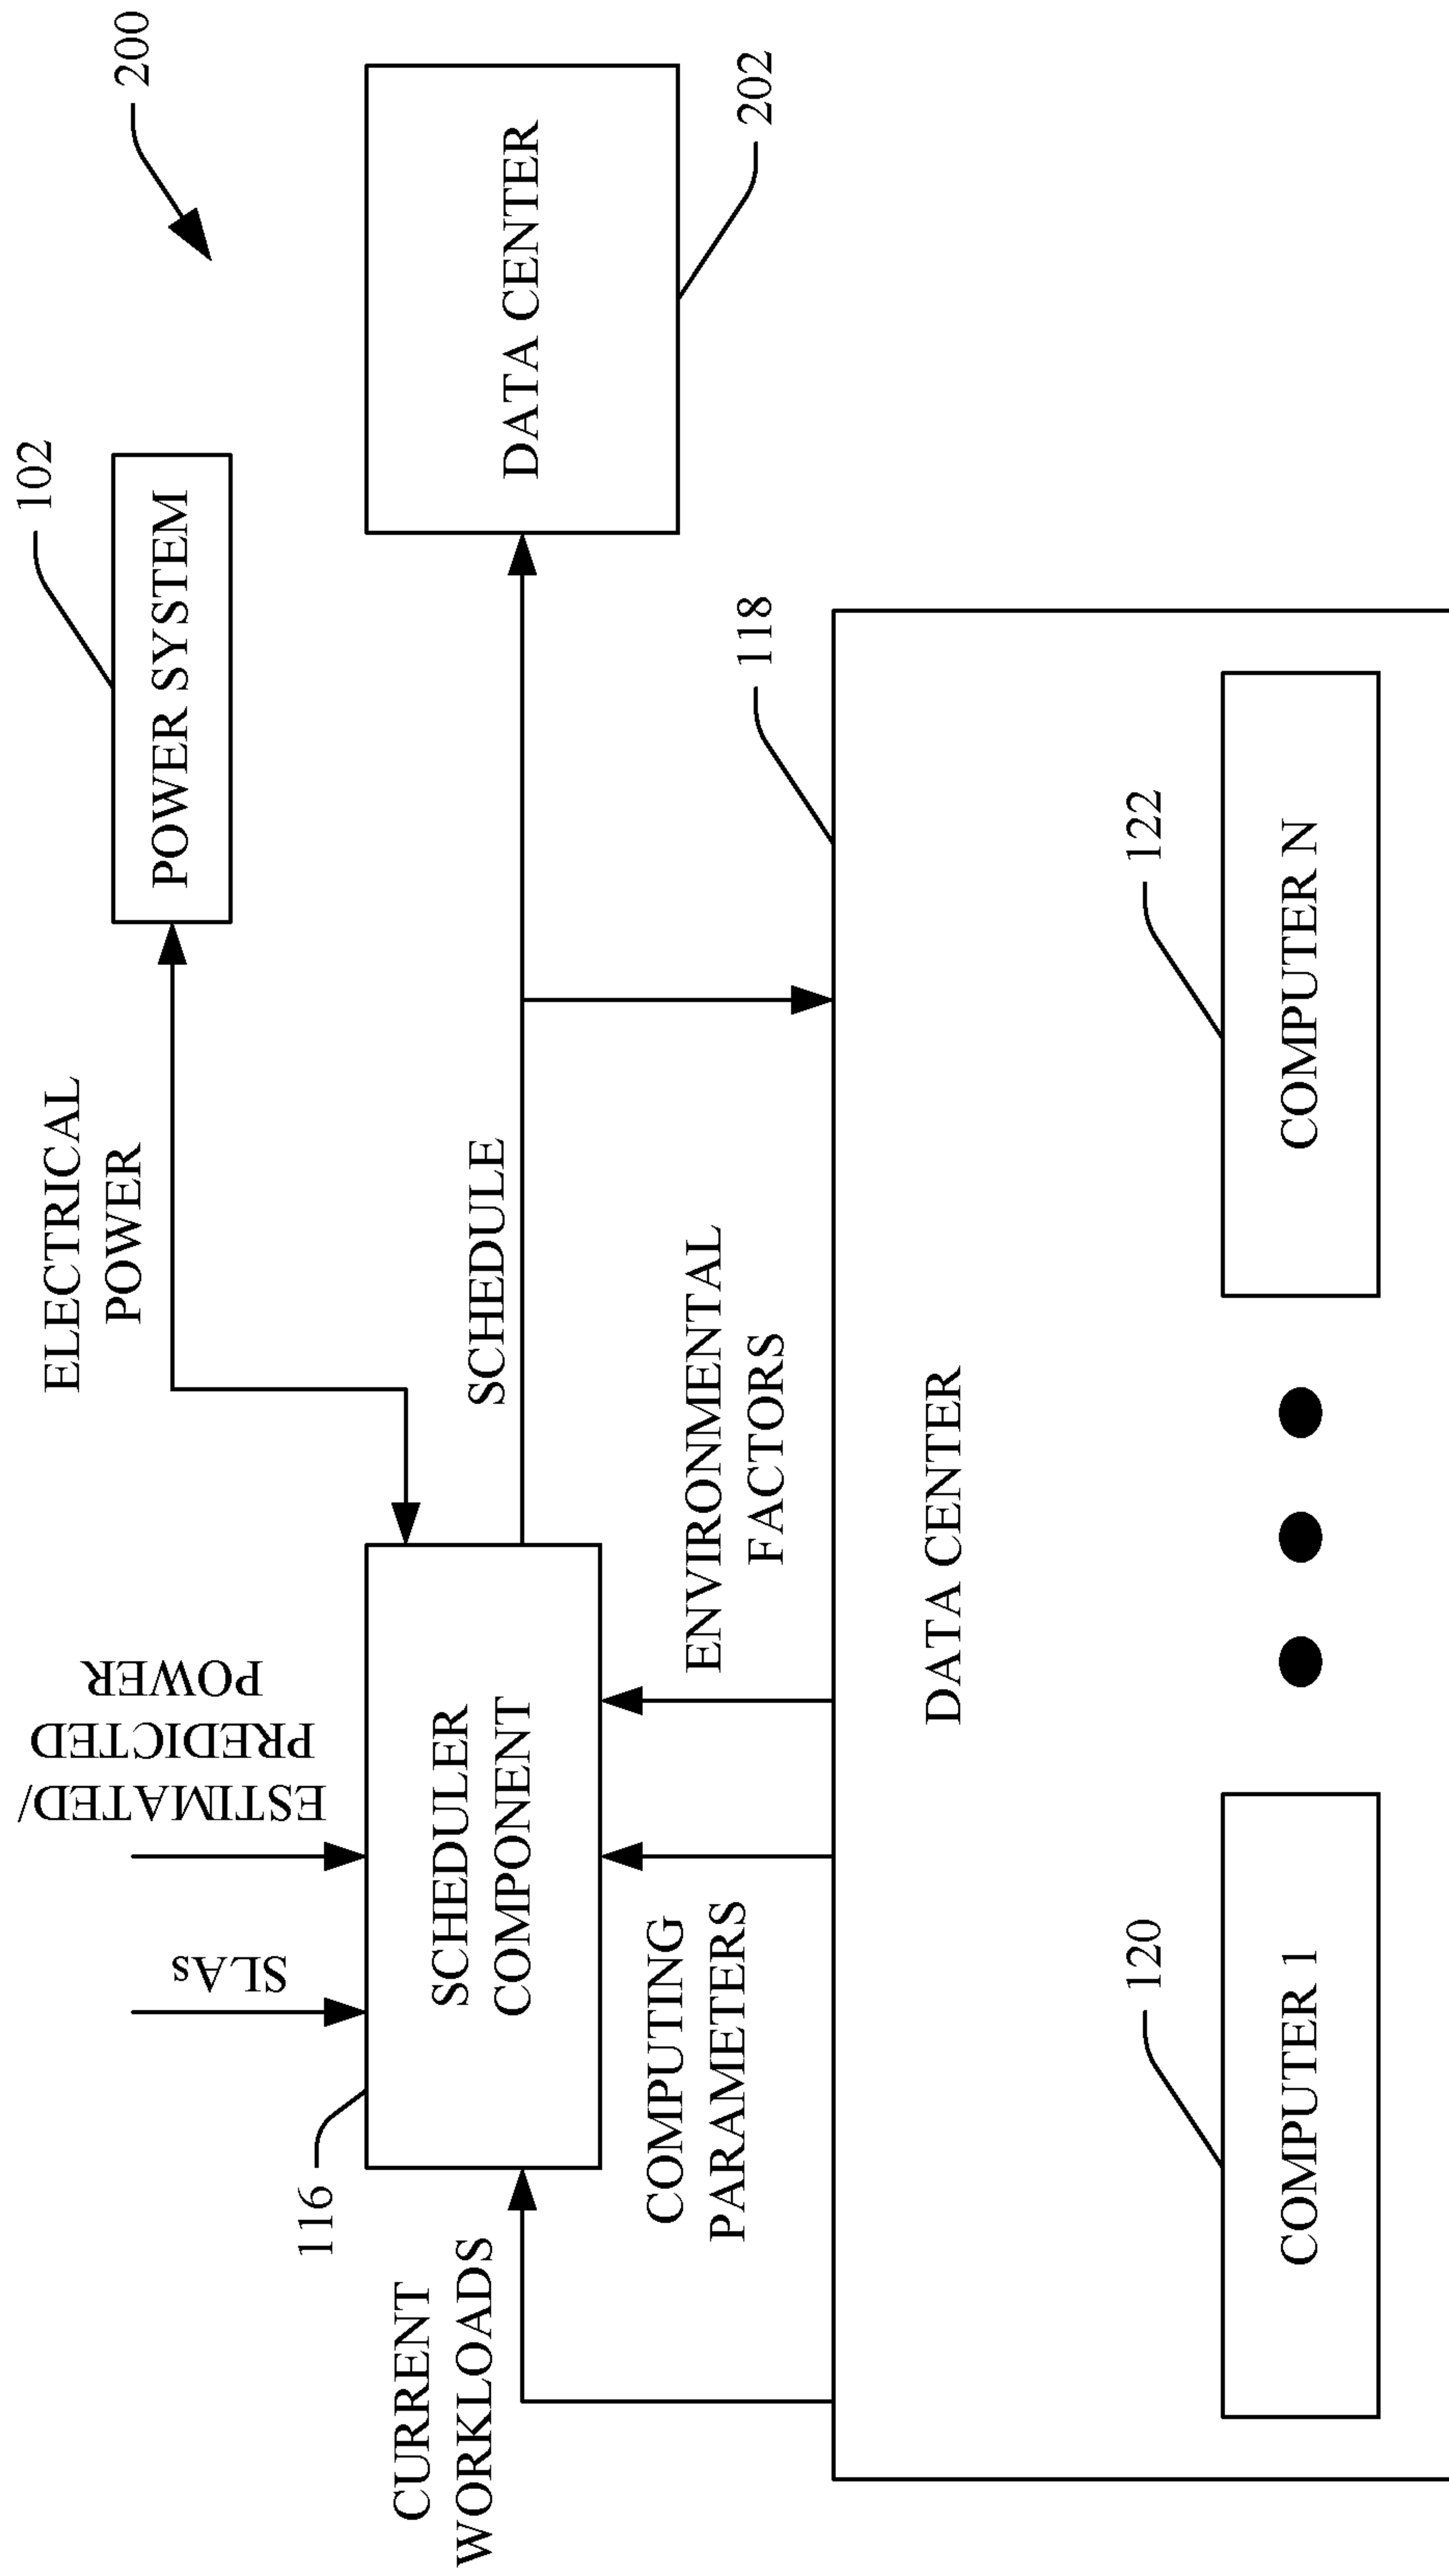 200
102
POWER SYSTEM
ELECTRICAL
POWER
ESTIMATED/
PREDICTED
POWER
SLAs
116
SCHEDULER
COMPONENT
SCHEDULE
DATA CENTER
202
CURRENT
WORKLOADS
COMPUTING
PARAMETERS
ENVIRONMENTAL
FACTORS
118
DATA CENTER
120
COMPUTER 1
122
COMPUTER N